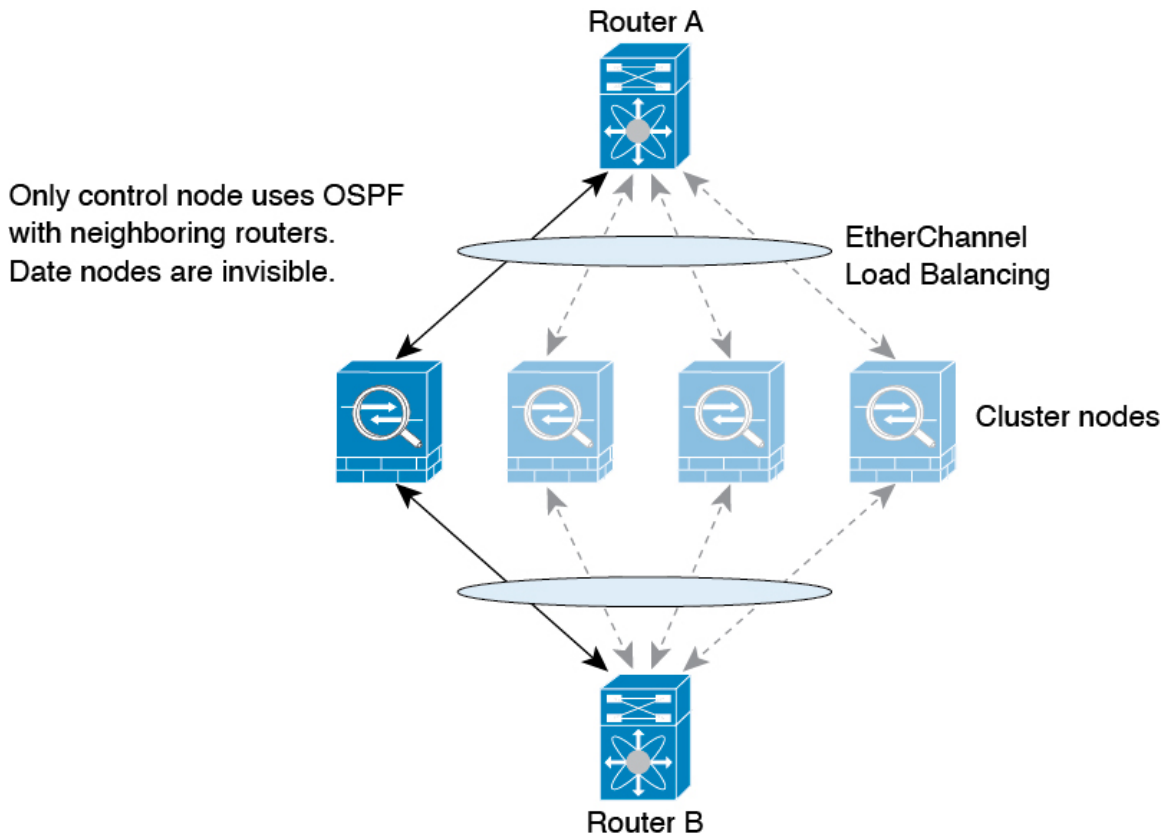 Router A
Only control node uses OSPF
with neighboring routers.
Date nodes are invisible.
EtherChannel
Load Balancing
Cluster nodes
Router B